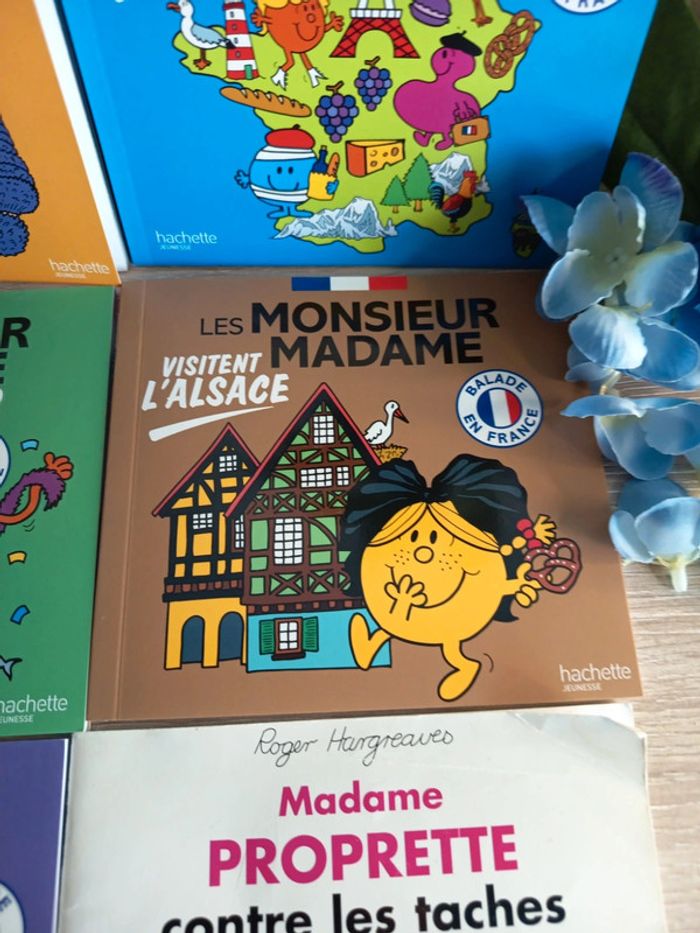 hachette
JEUNESSE
hachette
JEUNESSE
LES MONSIEUR
MADAME
VISITENT
L'ALSACE
BALADE
EN FRANCE
hachette
JEUNESSE
hachette
JEUNESSE
Roger Hargreaves
Madame
PROPRETTE
contre les taches